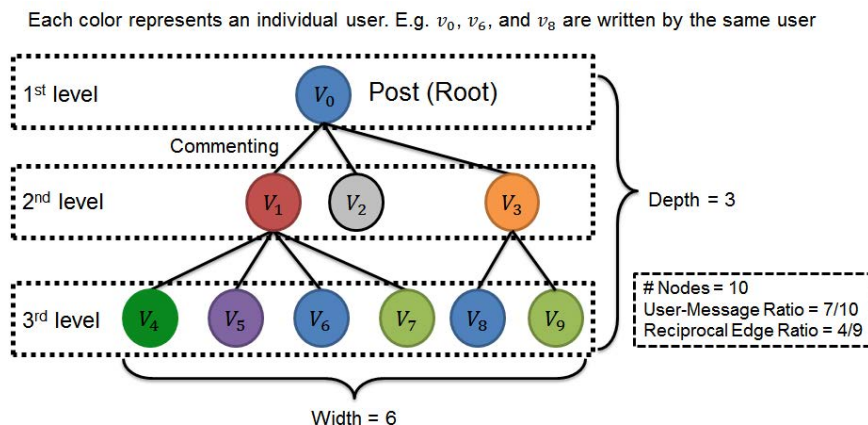 Each color represents an individual user. E.g. v₀, v₆, and v₈ are written by the same user
1st level
V₀
Post (Root)
Commenting
2nd level
V₁
V₂
V₃
Depth = 3
3rd level
V₄
V₅
V₆
V₇
V₈
V₉
# Nodes = 10
User-Message Ratio = 7/10
Reciprocal Edge Ratio = 4/9
Width = 6